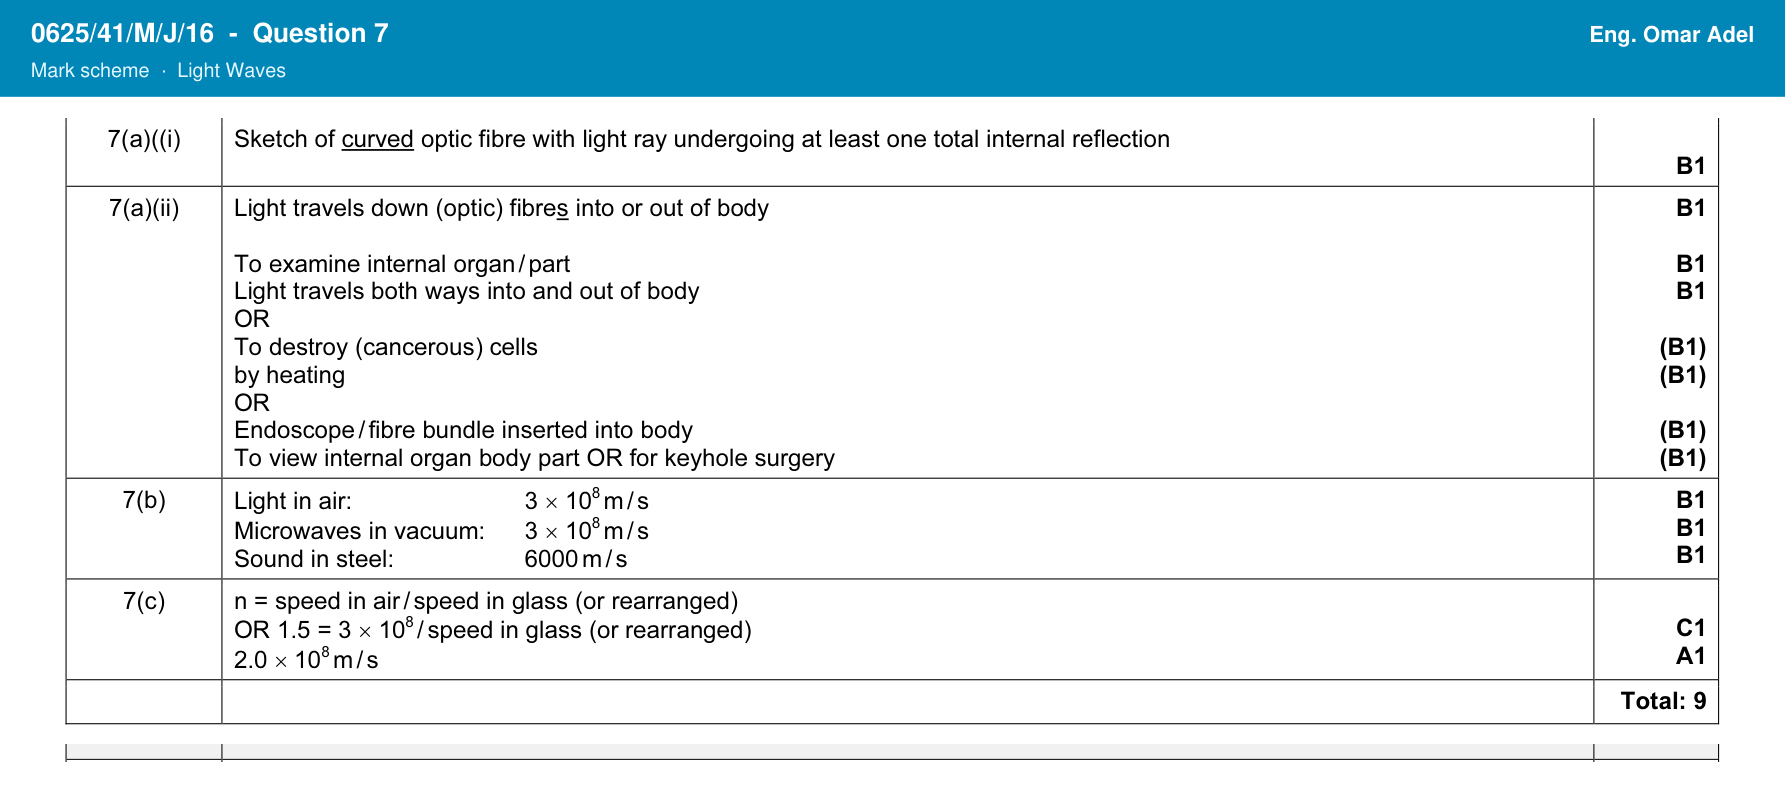 0625/41/M/J/16 - Question 7
Eng. Omar Adel
Mark scheme · Light Waves
7(a)((i) Sketch of curved optic fibre with light ray undergoing at least one total internal reflection
B1
7(a)(ii) Light travels down (optic) fibres into or out of body B1
To examine internal organ/part B1
Light travels both ways into and out of body B1
OR
To destroy (cancerous) cells (B1)
by heating (B1)
OR
Endoscope/fibre bundle inserted into body (B1)
To view internal organ body part OR for keyhole surgery (B1)
7(b) Light in air: 3 × 10⁸ m/s B1
Microwaves in vacuum: 3 × 10⁸ m/s B1
Sound in steel: 6000 m/s B1
7(c) n = speed in air/speed in glass (or rearranged)
OR 1.5 = 3 × 10⁸/speed in glass (or rearranged) C1
2.0 × 10⁸ m/s A1
Total: 9